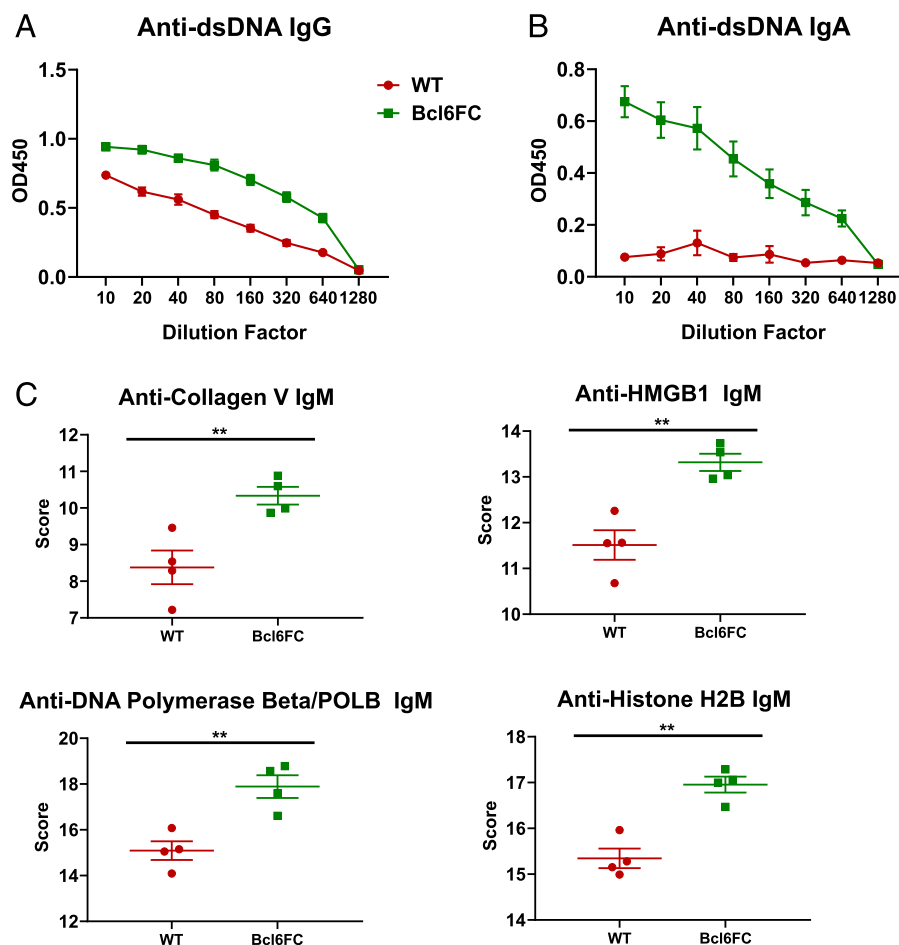 A
Anti-dsDNA IgG
OD450
1.5
1.0
0.5
0.0
10 20 40 80 160 320 640 1280
Dilution Factor
WT
Bcl6FC
B
Anti-dsDNA IgA
OD450
0.8
0.6
0.4
0.2
0.0
10 20 40 80 160 320 640 1280
Dilution Factor
C
Anti-Collagen V IgM
**
Score
12
11
10
9
8
7
WT Bcl6FC
Anti-HMGB1 IgM
**
Score
14
13
12
11
10
WT Bcl6FC
Anti-DNA Polymerase Beta/POLB IgM
**
Score
20
18
16
14
12
WT Bcl6FC
Anti-Histone H2B IgM
**
Score
18
17
16
15
14
WT Bcl6FC